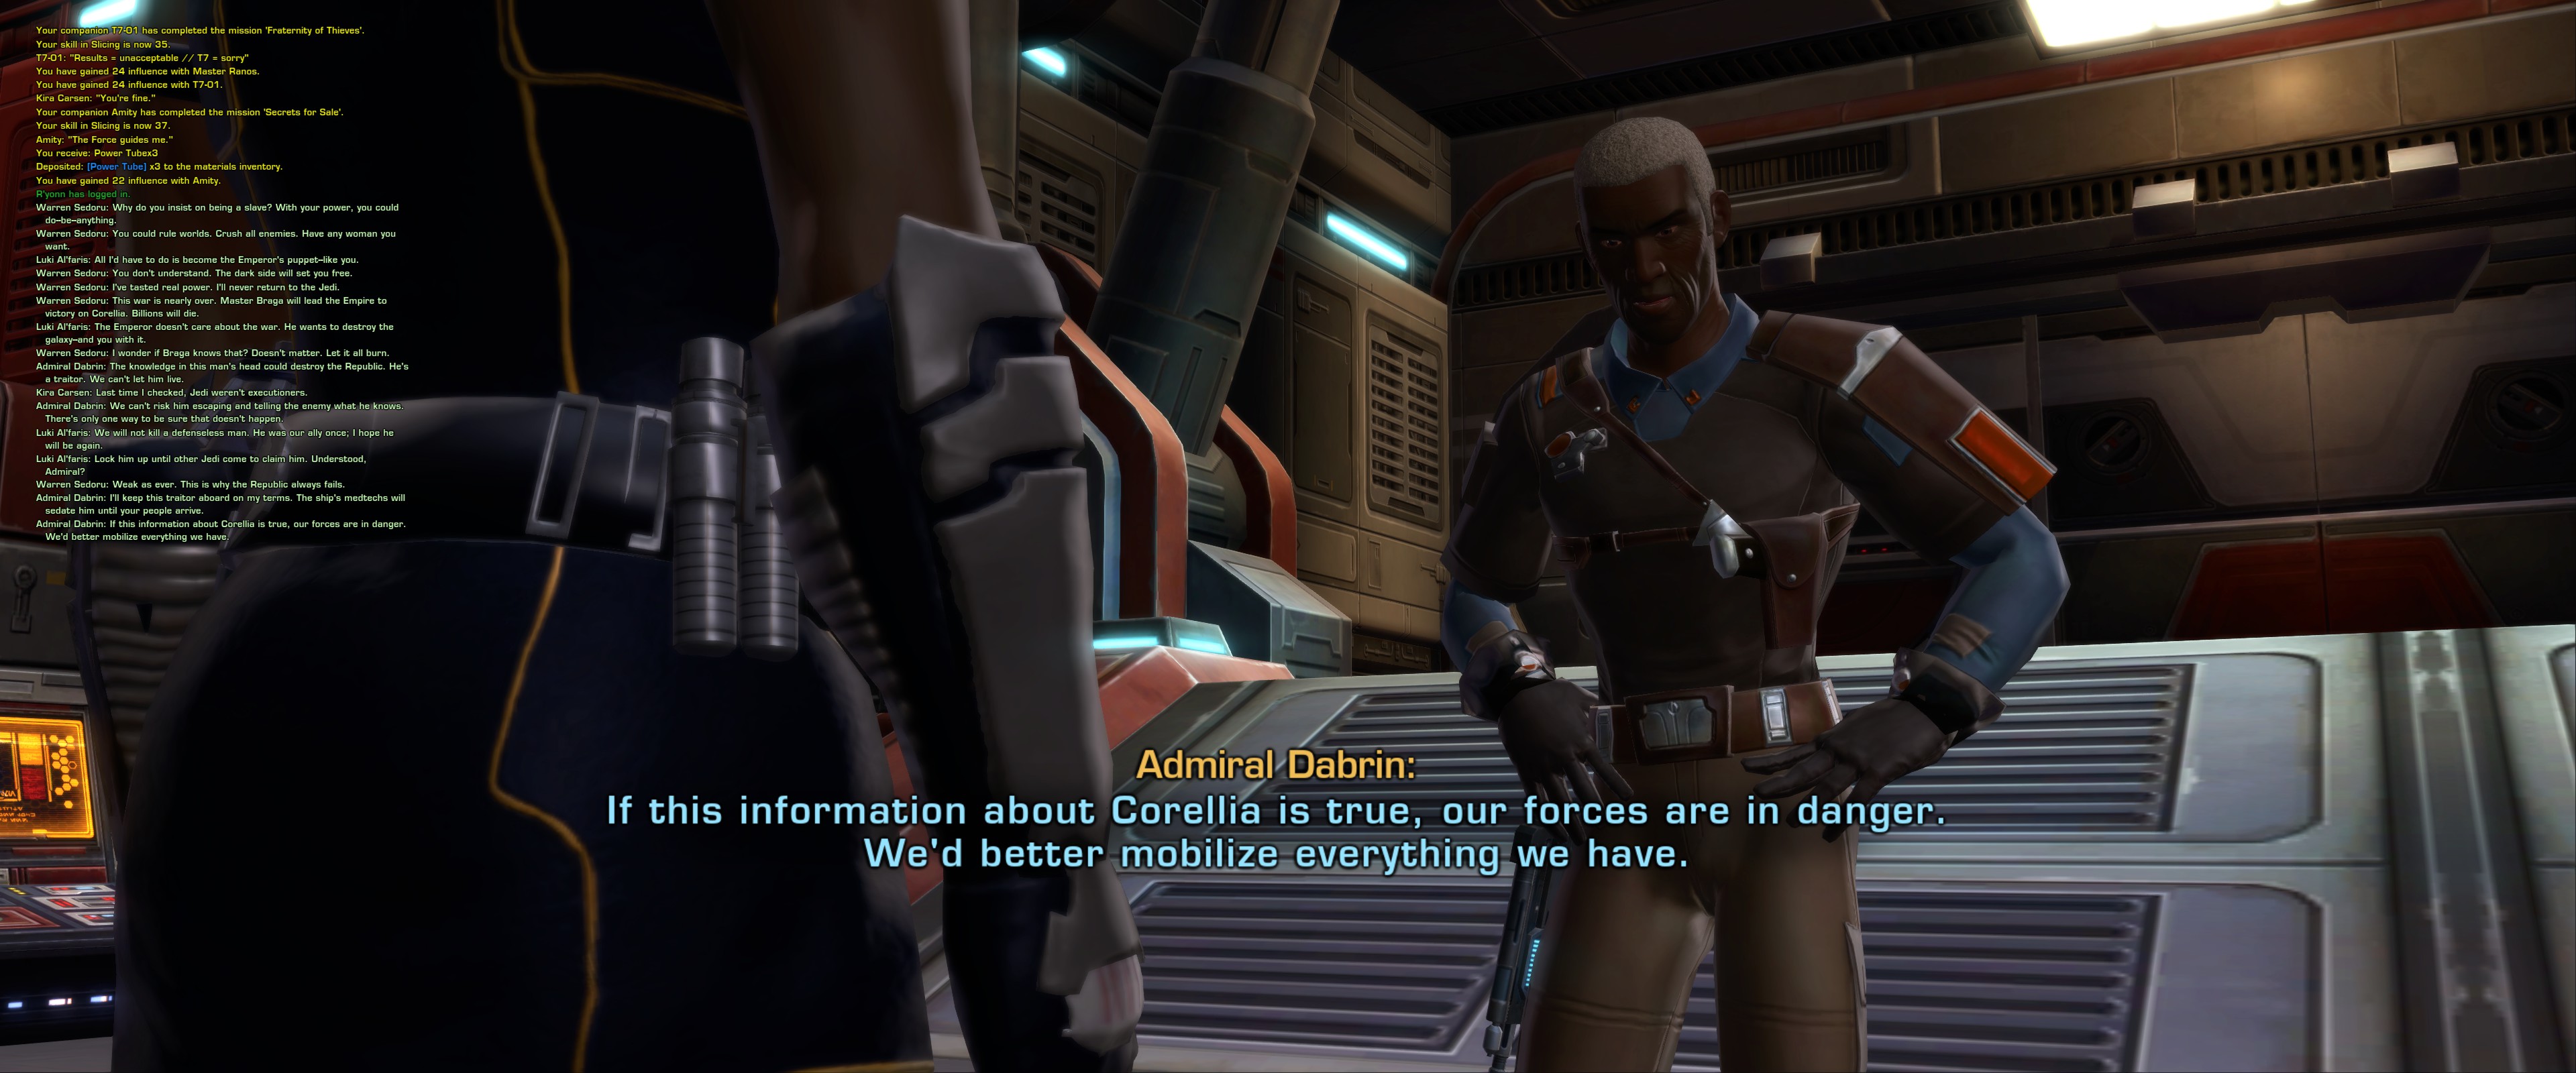 Your companion T7-01 has completed the mission 'Fraternity of Thieves'.
Your skill in Slicing is now 35.
T7-01: "Results = unacceptable // T7 = sorry"
You have gained 24 influence with Master Ranos.
You have gained 24 influence with T7-01.
Kira Carsen: "You're fine."
Your companion Amity has completed the mission 'Secrets for Sale'.
Your skill in Slicing is now 37.
Amity: "The Force guides me."
You receive: Power Tubex3
Deposited: [Power Tube] x3 to the materials inventory.
You have gained 22 influence with Amity.
R'yonn has logged in.
Warren Sedoru: Why do you insist on being a slave? With your power, you could
do—be—anything.
Warren Sedoru: You could rule worlds. Crush all enemies. Have any woman you
want.
Luki Al'faris: All I'd have to do is become the Emperor's puppet—like you.
Warren Sedoru: You don't understand. The dark side will set you free.
Warren Sedoru: I've tasted real power. I'll never return to the Jedi.
Warren Sedoru: This war is nearly over. Master Braga will lead the Empire to
victory on Corellia. Billions will die.
Luki Al'faris: The Emperor doesn't care about the war. He wants to destroy the
galaxy—and you with it.
Warren Sedoru: I wonder if Braga knows that? Doesn't matter. Let it all burn.
Admiral Dabrin: The knowledge in this man's head could destroy the Republic. He's
a traitor. We can't let him live.
Kira Carsen: Last time I checked, Jedi weren't executioners.
Admiral Dabrin: We can't risk him escaping and telling the enemy what he knows.
There's only one way to be sure that doesn't happen.
Luki Al'faris: We will not kill a defenseless man. He was our ally once; I hope he
will be again.
Luki Al'faris: Lock him up until other Jedi come to claim him. Understood,
Admiral?
Warren Sedoru: Weak as ever. This is why the Republic always fails.
Admiral Dabrin: I'll keep this traitor aboard on my terms. The ship's medtechs will
sedate him until your people arrive.
Admiral Dabrin: If this information about Corellia is true, our forces are in danger.
We'd better mobilize everything we have.
Admiral Dabrin:
If this information about Corellia is true, our forces are in danger.
We'd better mobilize everything we have.